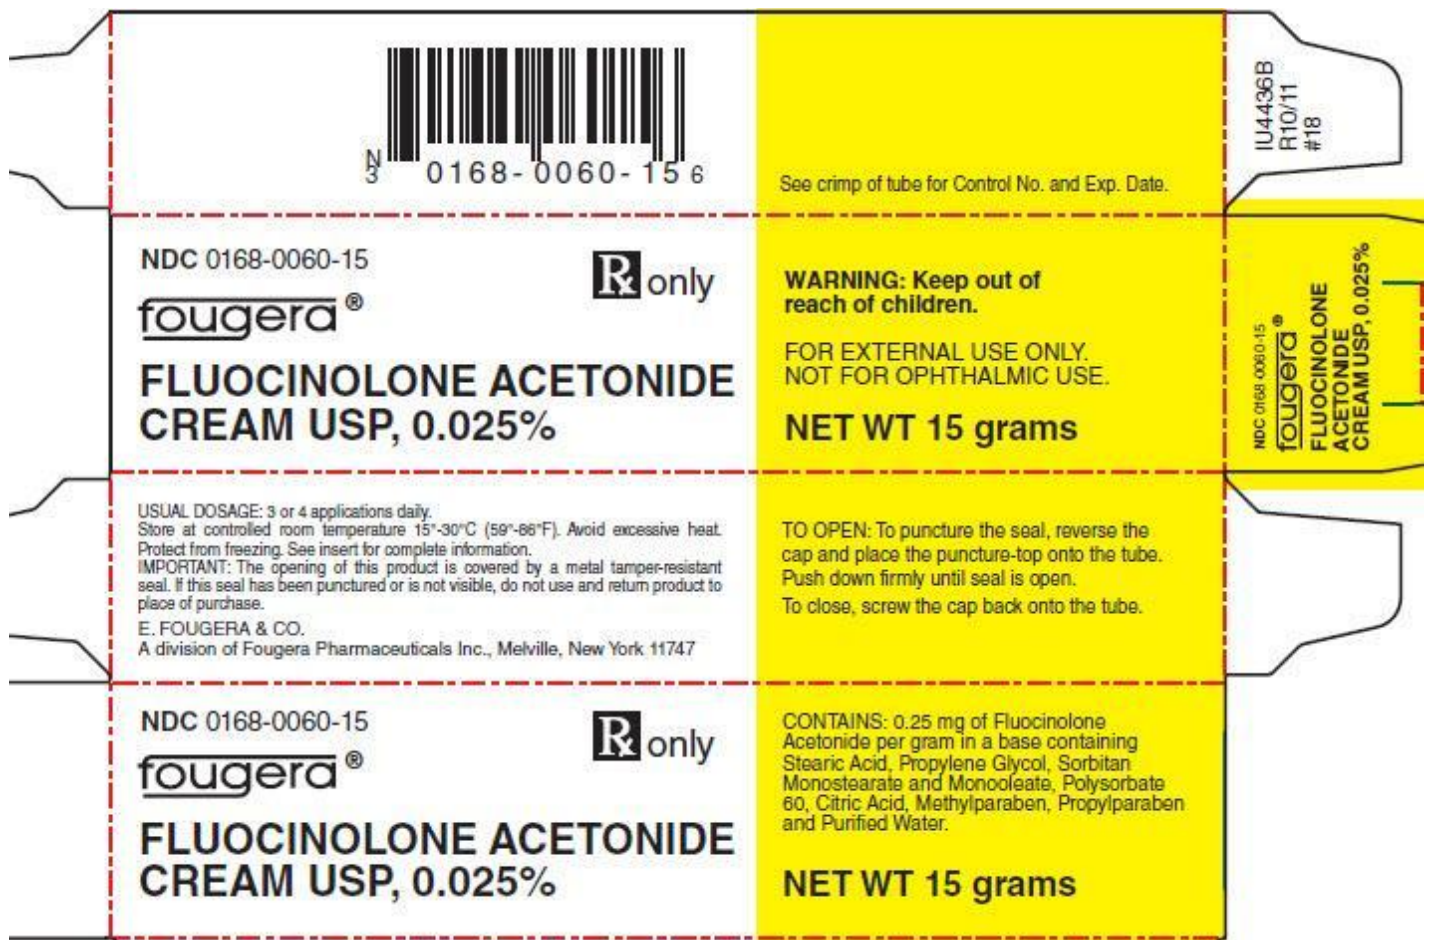 N
3 0168-0060-15 6
See crimp of tube for Control No. and Exp. Date.
IU4436B
R10/11
#18
NDC 0168-0060-15
Rx only
fougera®
FLUOCINOLONE ACETONIDE
CREAM USP, 0.025%
WARNING: Keep out of
reach of children.
FOR EXTERNAL USE ONLY.
NOT FOR OPHTHALMIC USE.
NET WT 15 grams
NDC 0168-0060-15
fougera®
FLUOCINOLONE
ACETONIDE
CREAM USP, 0.025%
USUAL DOSAGE: 3 or 4 applications daily.
Store at controlled room temperature 15°-30°C (59°-86°F). Avoid excessive heat.
Protect from freezing. See insert for complete information.
IMPORTANT: The opening of this product is covered by a metal tamper-resistant
seal. If this seal has been punctured or is not visible, do not use and return product to
place of purchase.
E. FOUGERA & CO.
A division of Fougera Pharmaceuticals Inc., Melville, New York 11747
TO OPEN: To puncture the seal, reverse the
cap and place the puncture-top onto the tube.
Push down firmly until seal is open.
To close, screw the cap back onto the tube.
NDC 0168-0060-15
Rx only
fougera®
FLUOCINOLONE ACETONIDE
CREAM USP, 0.025%
CONTAINS: 0.25 mg of Fluocinolone
Acetonide per gram in a base containing
Stearic Acid, Propylene Glycol, Sorbitan
Monostearate and Monooleate, Polysorbate
60, Citric Acid, Methylparaben, Propylparaben
and Purified Water.
NET WT 15 grams